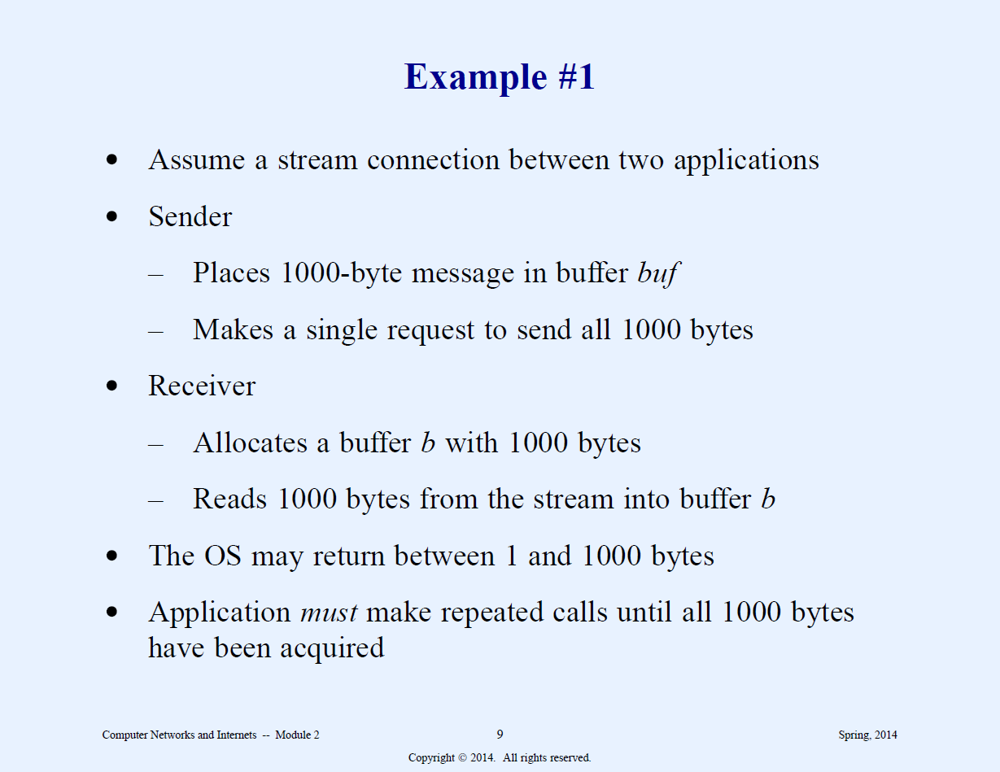 Example #1
• Assume a stream connection between two applications
• Sender
– Places 1000-byte message in buffer buf
– Makes a single request to send all 1000 bytes
• Receiver
– Allocates a buffer b with 1000 bytes
– Reads 1000 bytes from the stream into buffer b
• The OS may return between 1 and 1000 bytes
• Application must make repeated calls until all 1000 bytes
have been acquired
Computer Networks and Internets -- Module 2 9 Spring, 2014
Copyright © 2014. All rights reserved.